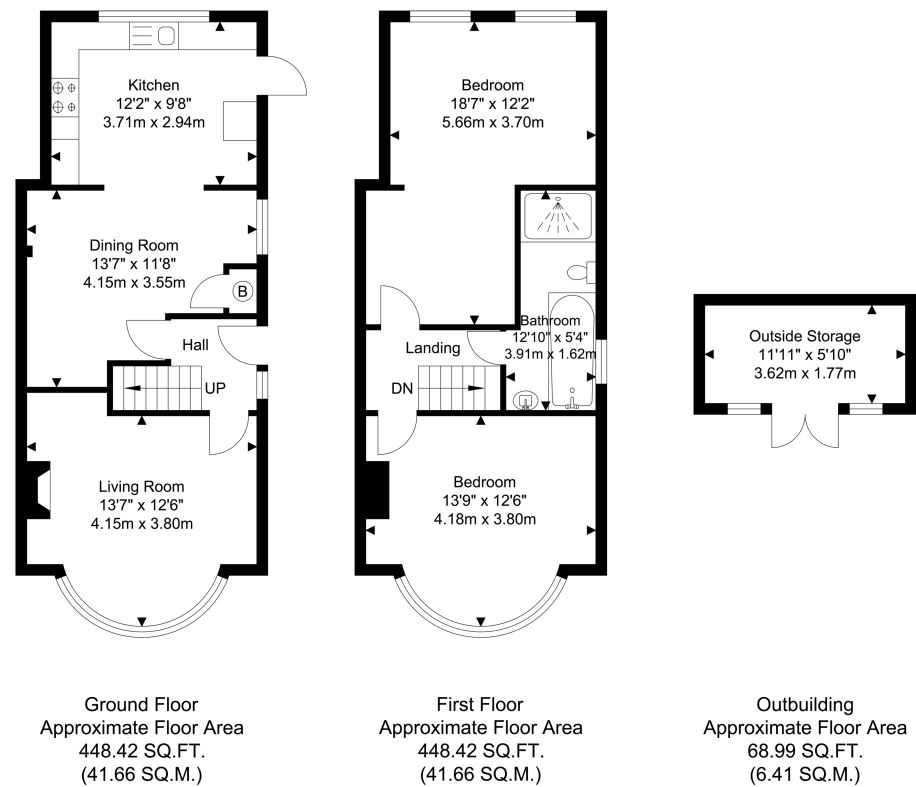 Kitchen
12'2" x 9'8"
3.71m x 2.94m
Dining Room
13'7" x 11'8"
4.15m x 3.55m
B
Hall
UP
Living Room
13'7" x 12'6"
4.15m x 3.80m
Ground Floor
Approximate Floor Area
448.42 SQ.FT.
(41.66 SQ.M.)
Bedroom
18'7" x 12'2"
5.66m x 3.70m
Bathroom
12'10" x 5'4"
3.91m x 1.62m
Landing
DN
Bedroom
13'9" x 12'6"
4.18m x 3.80m
First Floor
Approximate Floor Area
448.42 SQ.FT.
(41.66 SQ.M.)
Outside Storage
11'11" x 5'10"
3.62m x 1.77m
Outbuilding
Approximate Floor Area
68.99 SQ.FT.
(6.41 SQ.M.)